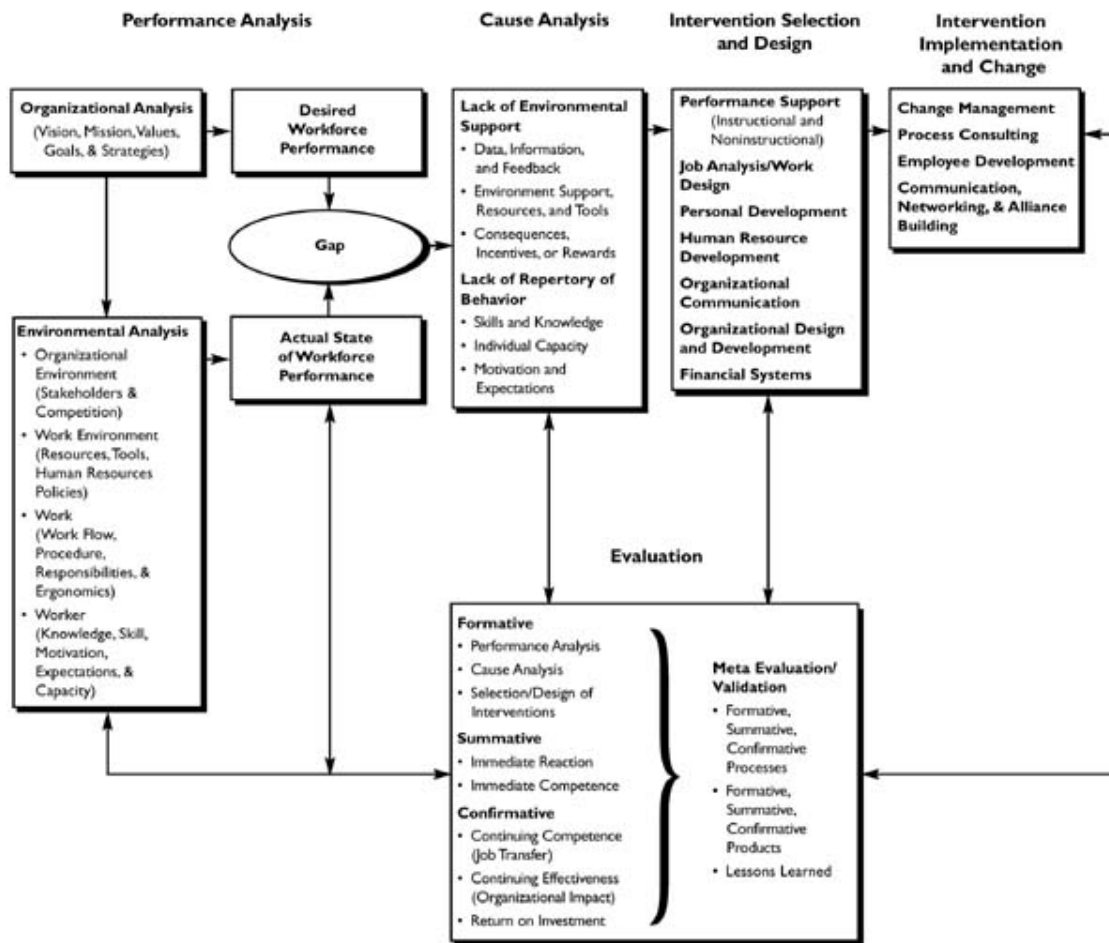 Performance Analysis
Cause Analysis
Intervention Selection
and Design
Intervention
Implementation
and Change
Organizational Analysis
(Vision, Mission, Values,
Goals, & Strategies)
Desired
Workforce
Performance
Gap
Environmental Analysis
• Organizational
Environment
(Stakeholders &
Competition)
• Work Environment
(Resources, Tools,
Human Resources
Policies)
• Work
(Work Flow,
Procedure,
Responsibilities, &
Ergonomics)
• Worker
(Knowledge, Skill,
Motivation,
Expectations, &
Capacity)
Actual State
of Workforce
Performance
Lack of Environmental
Support
• Data, Information,
and Feedback
• Environment Support,
Resources, and Tools
• Consequences,
Incentives, or Rewards
Lack of Repertory of
Behavior
• Skills and Knowledge
• Individual Capacity
• Motivation and
Expectations
Performance Support
(Instructional and
Noninstructional)
Job Analysis/Work
Design
Personal Development
Human Resource
Development
Organizational
Communication
Organizational Design
and Development
Financial Systems
Change Management
Process Consulting
Employee Development
Communication,
Networking, & Alliance
Building
Evaluation
Formative
• Performance Analysis
• Cause Analysis
• Selection/Design of
Interventions
Summative
• Immediate Reaction
• Immediate Competence
Confirmative
• Continuing Competence
(Job Transfer)
• Continuing Effectiveness
(Organizational Impact)
• Return on Investment
Meta Evaluation/
Validation
• Formative,
Summative,
Confirmative
Processes
• Formative,
Summative,
Confirmative
Products
• Lessons Learned